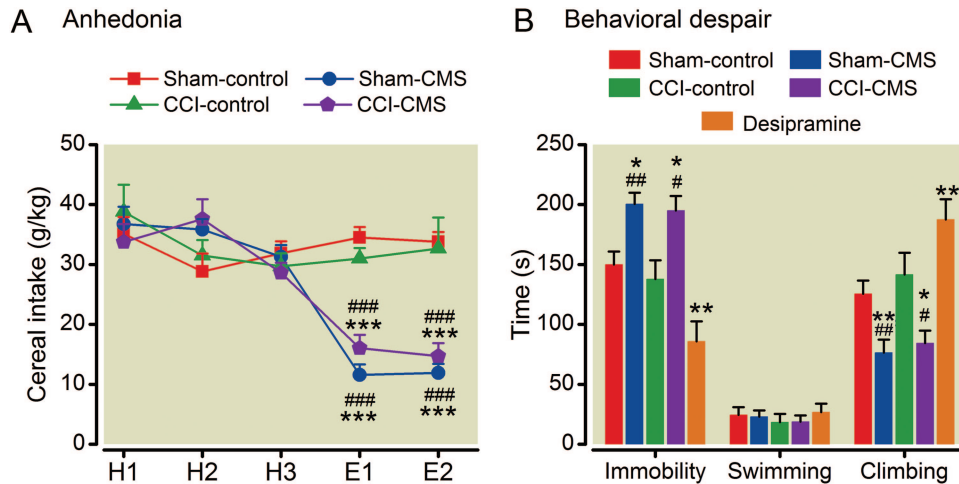 A Anhedonia
Sham-control Sham-CMS
CCI-control CCI-CMS
Cereal intake (g/kg)
50
40
30
20
10
0
###
***
###
***
###
***
###
***
H1 H2 H3 E1 E2
B Behavioral despair
Sham-control Sham-CMS
CCI-control CCI-CMS
Desipramine
Time (s)
250
200
150
100
50
0
*
##
*
#
**
**
##
*
#
**
Immobility Swimming Climbing